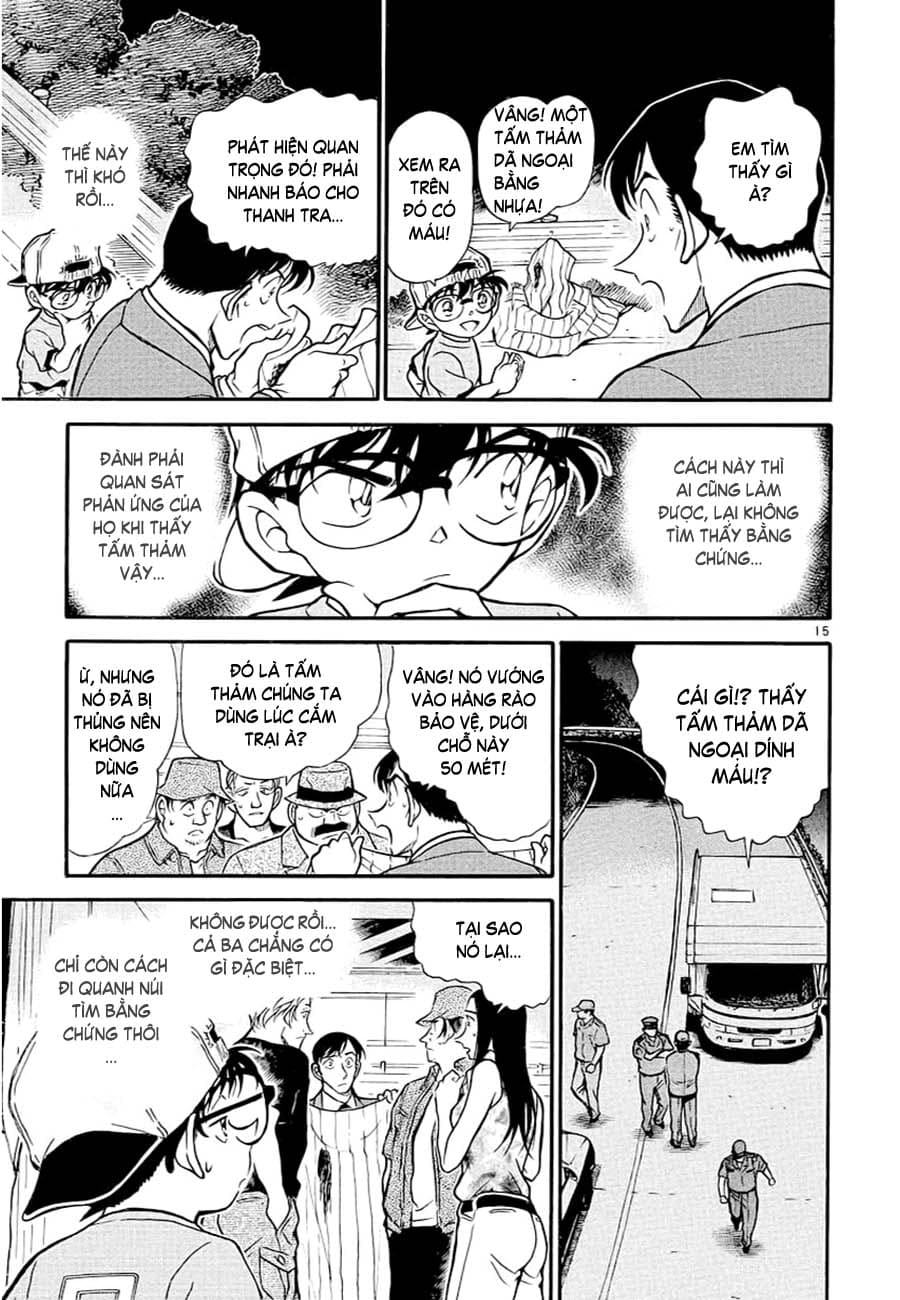 EM TÌM
THẤY GÌ
À?
VÂNG! MỘT
TẤM THẢM
DÃ NGOẠI
BẰNG
NHỰA!
XEM RA
TRÊN
ĐÓ CÓ
MÁU!
PHÁT HIỆN QUAN
TRỌNG ĐÓ! PHẢI
NHANH BÁO CHO
THANH TRA...
THẾ NÀY
THÌ KHÓ
RỒI...
CÁCH NÀY THÌ
AI CŨNG LÀM
ĐƯỢC, LẠI KHÔNG
TÌM THẤY BẰNG
CHỨNG...
ĐÀNH PHẢI
QUAN SÁT
PHẢN ỨNG CỦA
HỌ KHI THẤY
TẤM THẢM
VẬY...
15
CÁI GÌ!? THẤY
TẤM THẢM DÃ
NGOẠI DÍNH
MÁU!?
VÂNG! NÓ VƯỚNG
VÀO HÀNG RÀO
BẢO VỆ, DƯỚI
CHỖ NÀY
50 MÉT!
ĐÓ LÀ TẤM
THẢM CHÚNG TA
DÙNG LÚC CẮM
TRẠI À?
Ừ, NHƯNG
NÓ ĐÃ BỊ
THỦNG NÊN
KHÔNG
DÙNG
NỮA
...
TẠI SAO
NÓ LẠI...
KHÔNG ĐƯỢC RỒI...
CẢ BA CHẲNG CÓ
GÌ ĐẶC BIỆT...
CHỈ CÒN CÁCH
ĐI QUANH NÚI
TÌM BẰNG
CHỨNG THÔI
...